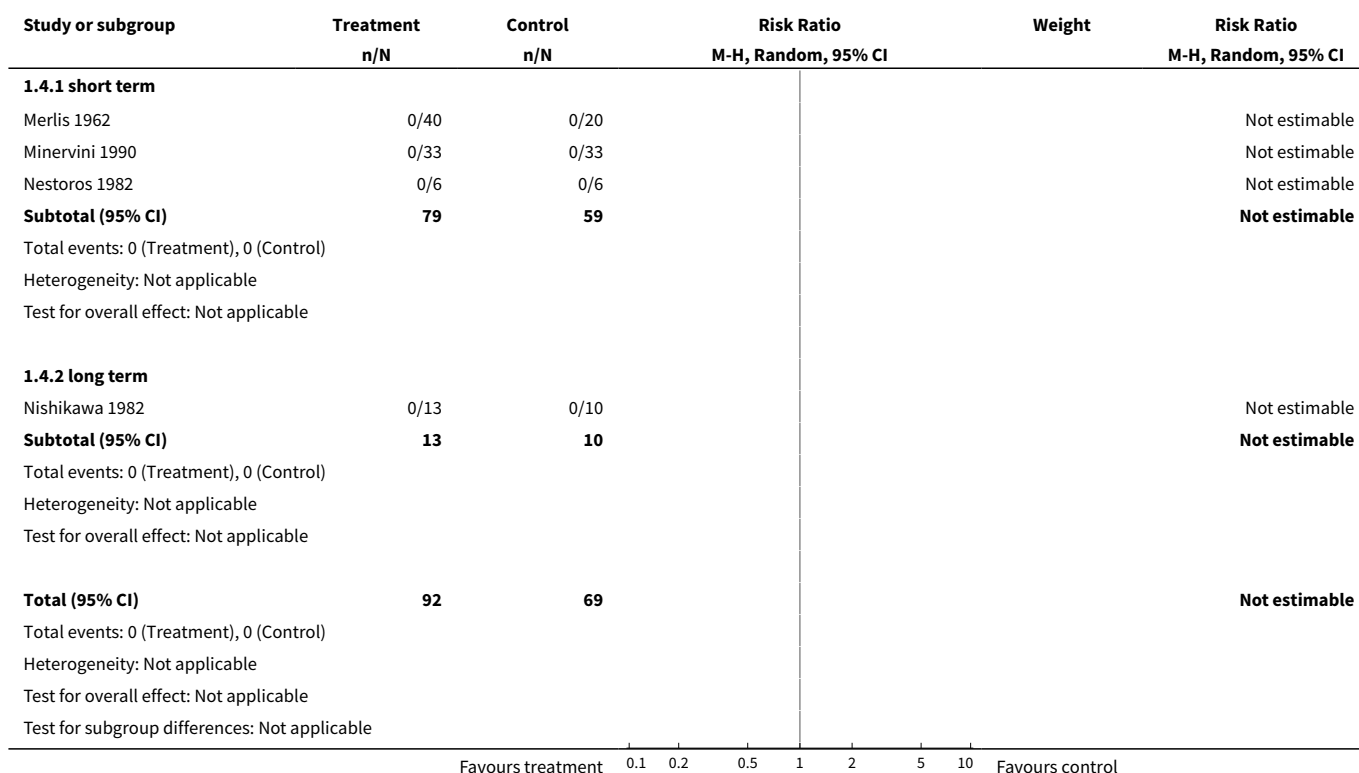 Study or subgroup Treatment Control Risk Ratio Weight Risk Ratio
n/N n/N M-H, Random, 95% CI M-H, Random, 95% CI
1.4.1 short term
Merlis 1962 0/40 0/20 Not estimable
Minervini 1990 0/33 0/33 Not estimable
Nestoros 1982 0/6 0/6 Not estimable
Subtotal (95% CI) 79 59 Not estimable
Total events: 0 (Treatment), 0 (Control)
Heterogeneity: Not applicable
Test for overall effect: Not applicable
1.4.2 long term
Nishikawa 1982 0/13 0/10 Not estimable
Subtotal (95% CI) 13 10 Not estimable
Total events: 0 (Treatment), 0 (Control)
Heterogeneity: Not applicable
Test for overall effect: Not applicable
Total (95% CI) 92 69 Not estimable
Total events: 0 (Treatment), 0 (Control)
Heterogeneity: Not applicable
Test for overall effect: Not applicable
Test for subgroup differences: Not applicable
Favours treatment 0.1 0.2 0.5 1 2 5 10 Favours control